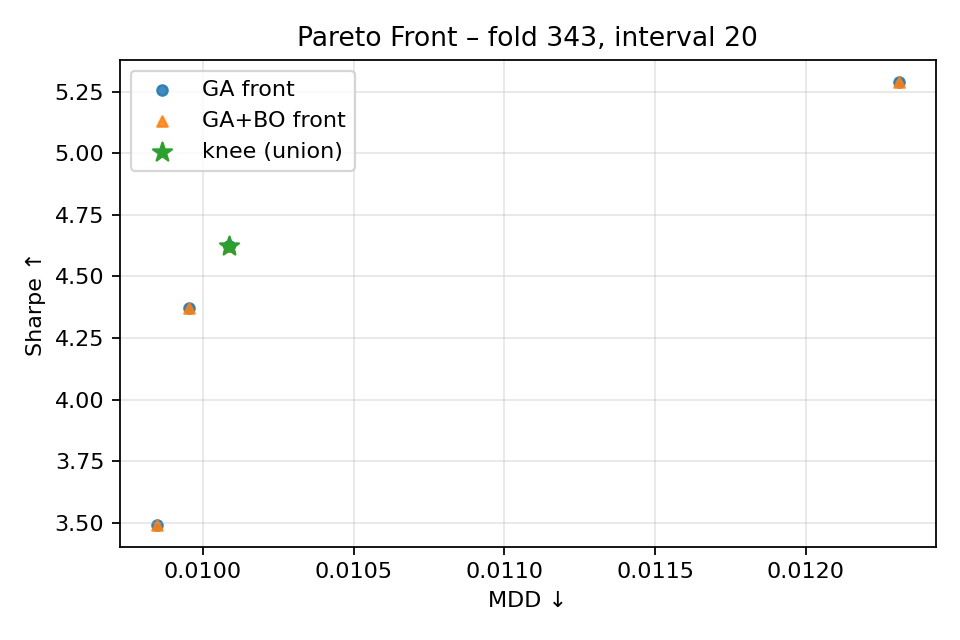 Pareto Front – fold 343, interval 20
GA front
GA+BO front
knee (union)
5.25
5.00
4.75
4.50
4.25
4.00
3.75
3.50
Sharpe ↑
0.0100 0.0105 0.0110 0.0115 0.0120
MDD ↓